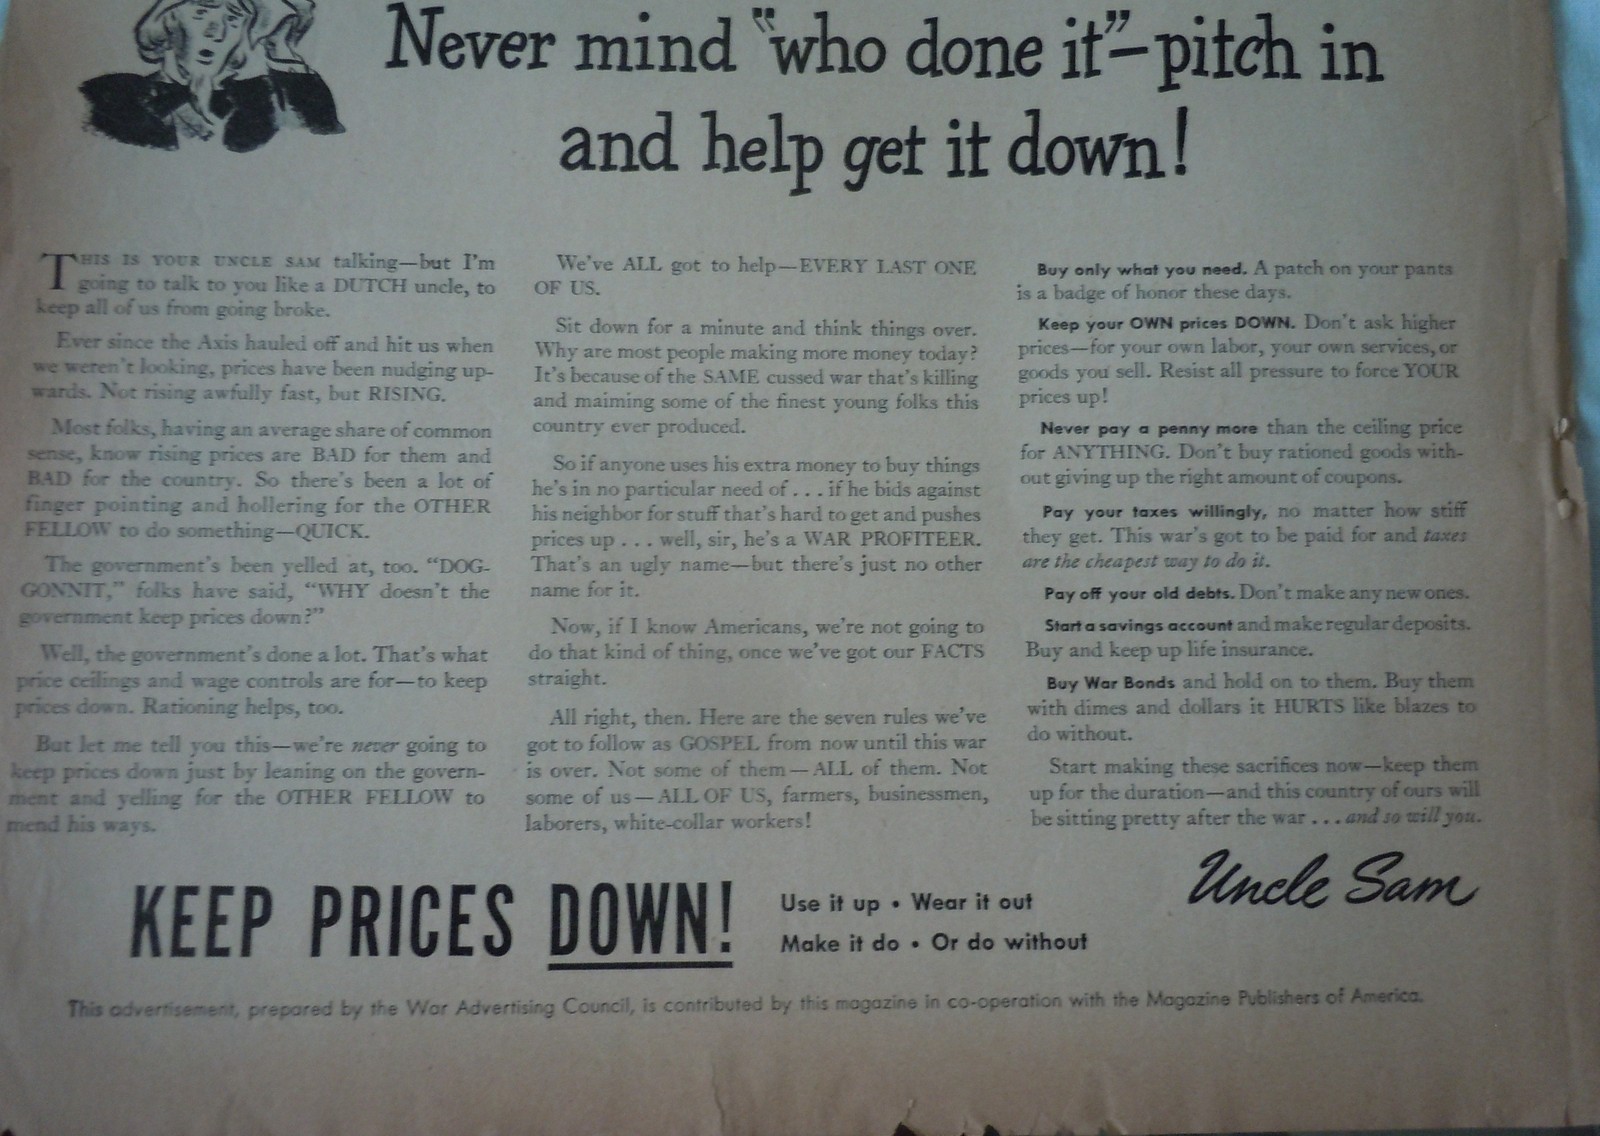 Never mind "who done it"—pitch in
and help get it down!
THIS IS YOUR UNCLE SAM talking—but I'm
going to talk to you like a DUTCH uncle, to
keep all of us from going broke.
Ever since the Axis hauled off and hit us when
we weren't looking, prices have been nudging up-
wards. Not rising awfully fast, but RISING.
Most folks, having an average share of common
sense, know rising prices are BAD for them and
BAD for the country. So there's been a lot of
finger pointing and hollering for the OTHER
FELLOW to do something—QUICK.
The government's been yelled at, too. "DOG-
GONNIT," folks have said, "WHY doesn't the
government keep prices down?"
Well, the government's done a lot. That's what
price ceilings and wage controls are for—to keep
prices down. Rationing helps, too.
But let me tell you this—we're never going to
keep prices down just by leaning on the govern-
ment and yelling for the OTHER FELLOW to
mend his ways.
We've ALL got to help—EVERY LAST ONE
OF US.
Sit down for a minute and think things over.
Why are most people making more money today?
It's because of the SAME cussed war that's killing
and maiming some of the finest young folks this
country ever produced.
So if anyone uses his extra money to buy things
he's in no particular need of . . . if he bids against
his neighbor for stuff that's hard to get and pushes
prices up . . . well, sir, he's a WAR PROFITEER.
That's an ugly name—but there's just no other
name for it.
Now, if I know Americans, we're not going to
do that kind of thing, once we've got our FACTS
straight.
All right, then. Here are the seven rules we've
got to follow as GOSPEL from now until this war
is over. Not some of them—ALL of them. Not
some of us—ALL OF US, farmers, businessmen,
laborers, white-collar workers!
Buy only what you need. A patch on your pants
is a badge of honor these days.
Keep your OWN prices DOWN. Don't ask higher
prices—for your own labor, your own services, or
goods you sell. Resist all pressure to force YOUR
prices up!
Never pay a penny more than the ceiling price
for ANYTHING. Don't buy rationed goods with-
out giving up the right amount of coupons.
Pay your taxes willingly, no matter how stiff
they get. This war's got to be paid for and taxes
are the cheapest way to do it.
Pay off your old debts. Don't make any new ones.
Start a savings account and make regular deposits.
Buy and keep up life insurance.
Buy War Bonds and hold on to them. Buy them
with dimes and dollars it HURTS like blazes to
do without.
Start making these sacrifices now—keep them
up for the duration—and this country of ours will
be sitting pretty after the war . . . and so will you.
Uncle Sam
KEEP PRICES DOWN!
Use it up • Wear it out
Make it do • Or do without
This advertisement, prepared by the War Advertising Council, is contributed by this magazine in co-operation with the Magazine Publishers of America.